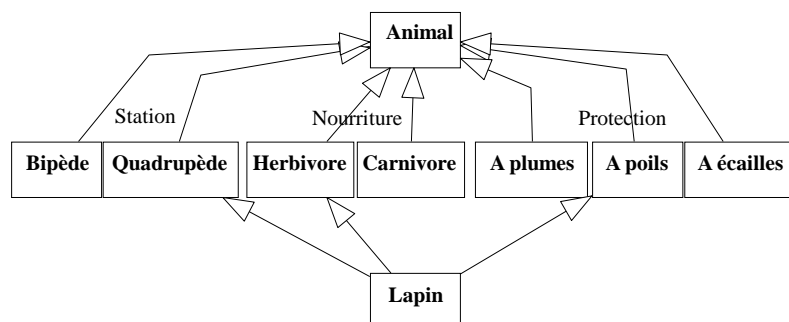 Animal
Station
Nourriture
Protection
Bipède
Quadrupède
Herbivore
Carnivore
A plumes
A poils
A écailles
Lapin